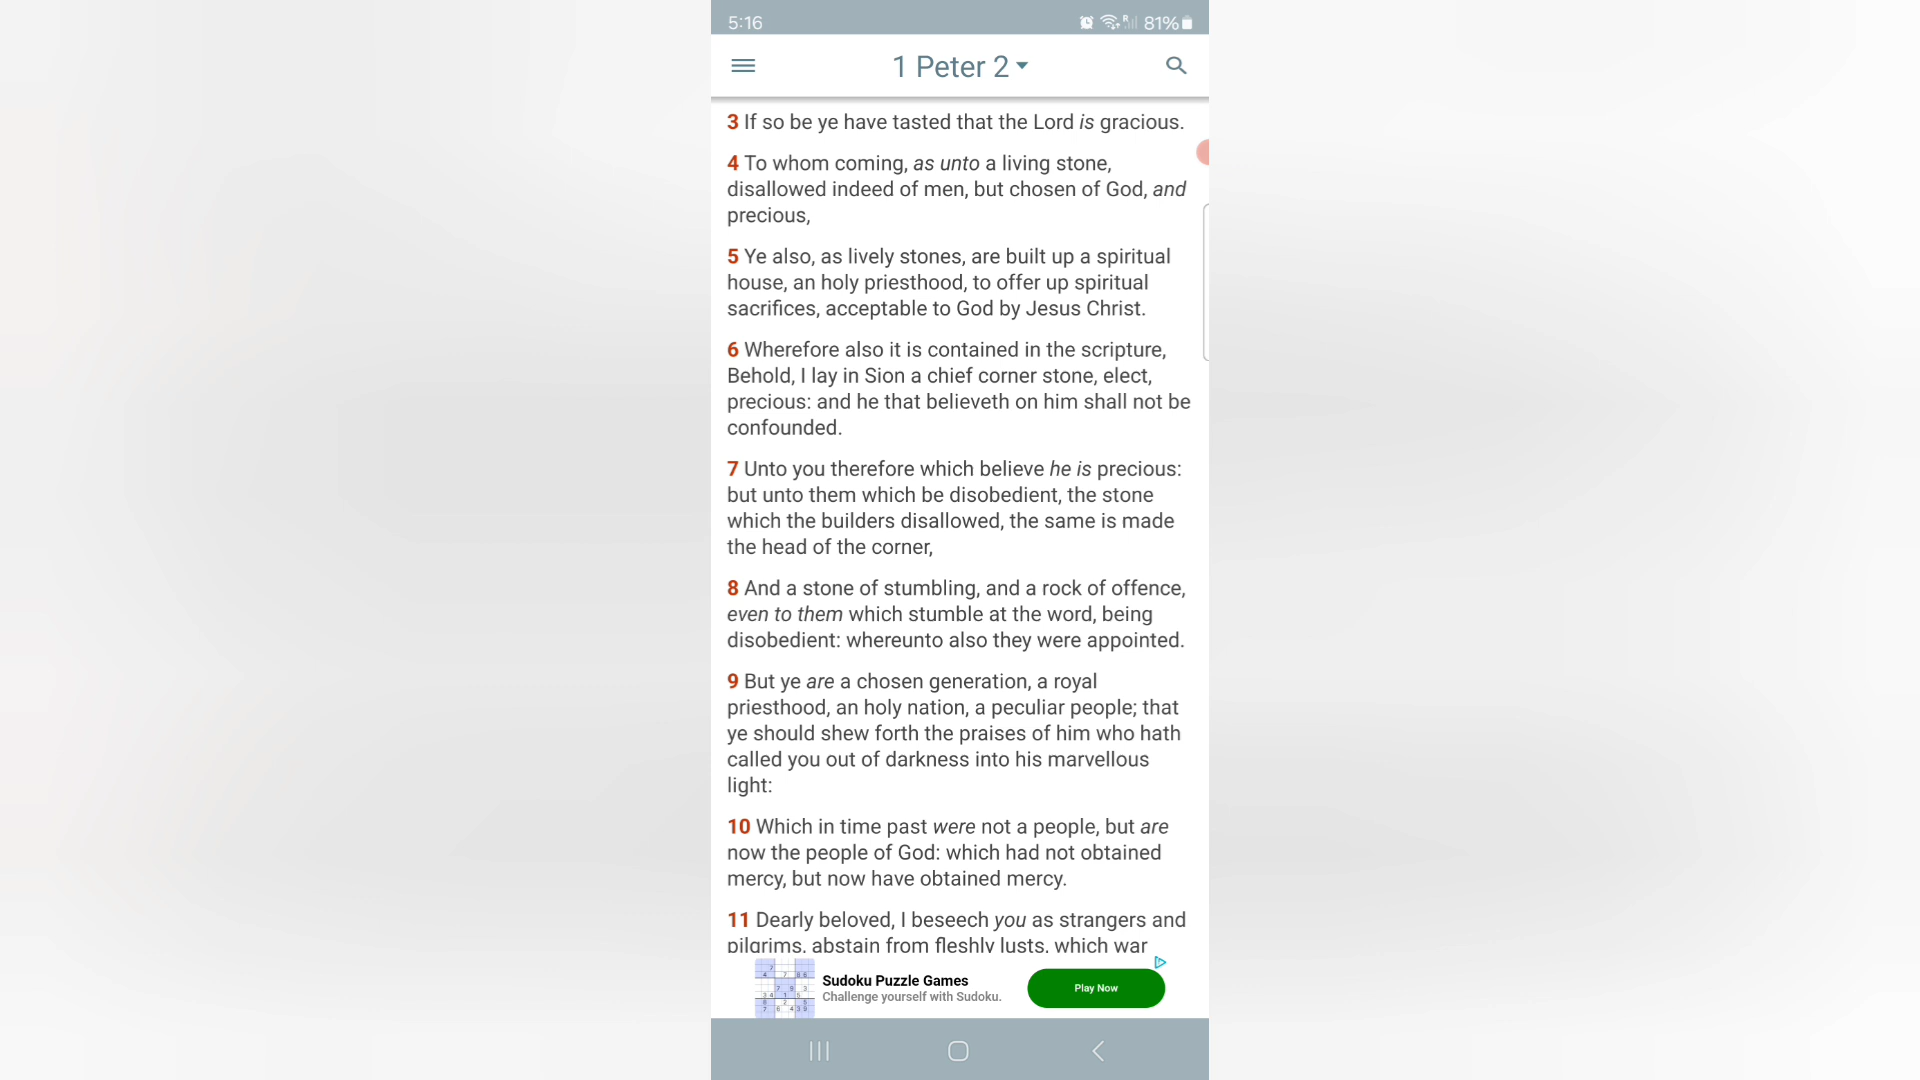 5:16
R
81%
1 Peter 2
3 If so be ye have tasted that the Lord is gracious.
4 To whom coming, as unto a living stone,
disallowed indeed of men, but chosen of God, and
precious,
5 Ye also, as lively stones, are built up a spiritual
house, an holy priesthood, to offer up spiritual
sacrifices, acceptable to God by Jesus Christ.
6 Wherefore also it is contained in the scripture,
Behold, I lay in Sion a chief corner stone, elect,
precious: and he that believeth on him shall not be
confounded.
7 Unto you therefore which believe he is precious:
but unto them which be disobedient, the stone
which the builders disallowed, the same is made
the head of the corner,
8 And a stone of stumbling, and a rock of offence,
even to them which stumble at the word, being
disobedient: whereunto also they were appointed.
9 But ye are a chosen generation, a royal
priesthood, an holy nation, a peculiar people; that
ye should shew forth the praises of him who hath
called you out of darkness into his marvellous
light:
10 Which in time past were not a people, but are
now the people of God: which had not obtained
mercy, but now have obtained mercy.
11 Dearly beloved, I beseech you as strangers and
pilgrims, abstain from fleshly lusts, which war
Sudoku Puzzle Games
Challenge yourself with Sudoku.
Play Now